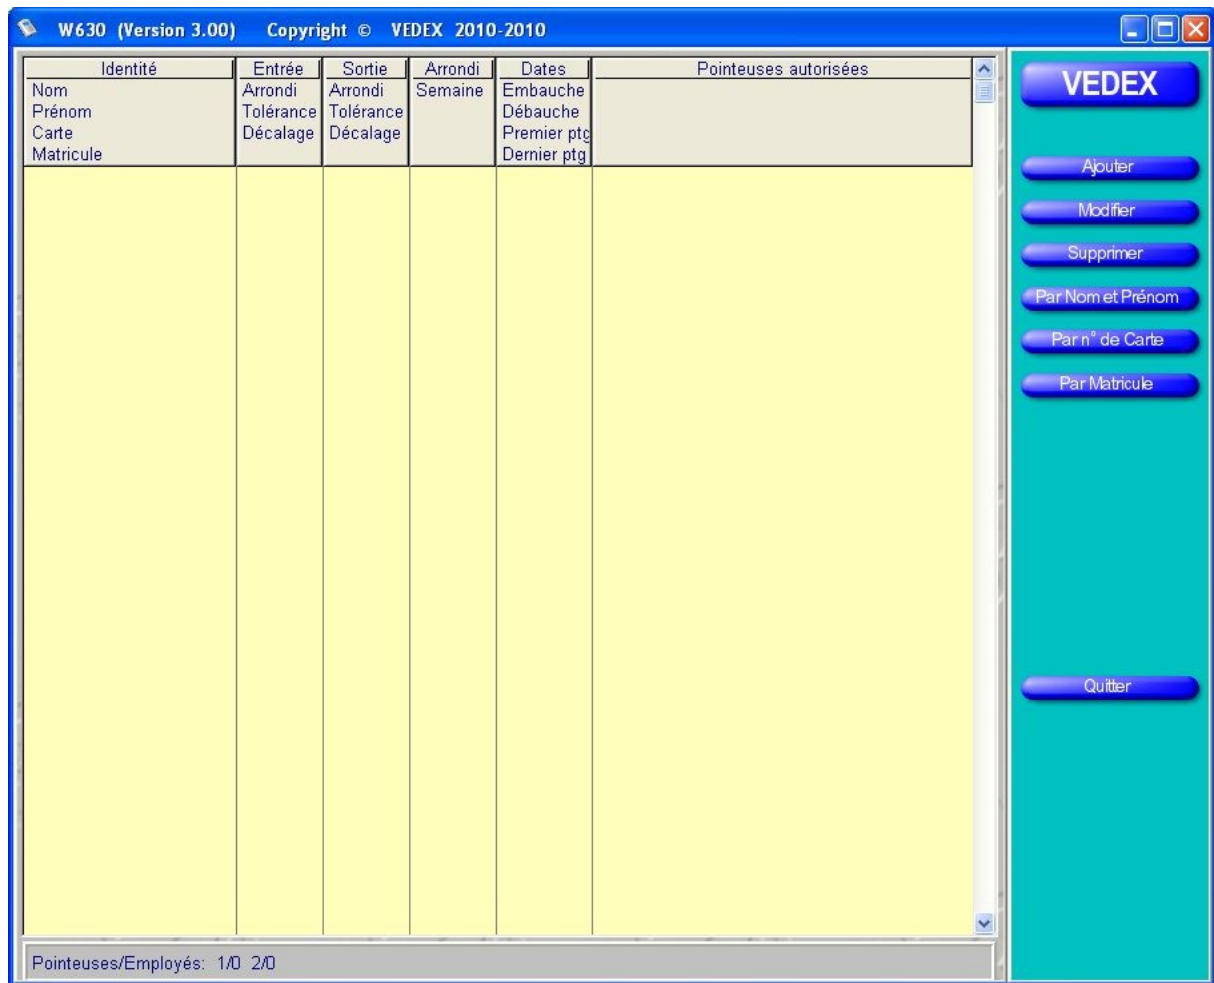 W630 (Version 3.00) Copyright © VEDEX 2010-2010
Identité Entrée Sortie Arrondi Dates Pointeuses autorisées
Nom Arrondi Arrondi Semaine Embauche
Prénom Tolérance Tolérance Débauche
Carte Décalage Décalage Premier ptg
Matricule Dernier ptg
VEDEX
Ajouter
Modifier
Supprimer
Par Nom et Prénom
Par n° de Carte
Par Matricule
Quitter
Pointeuses/Employés: 1/0 2/0